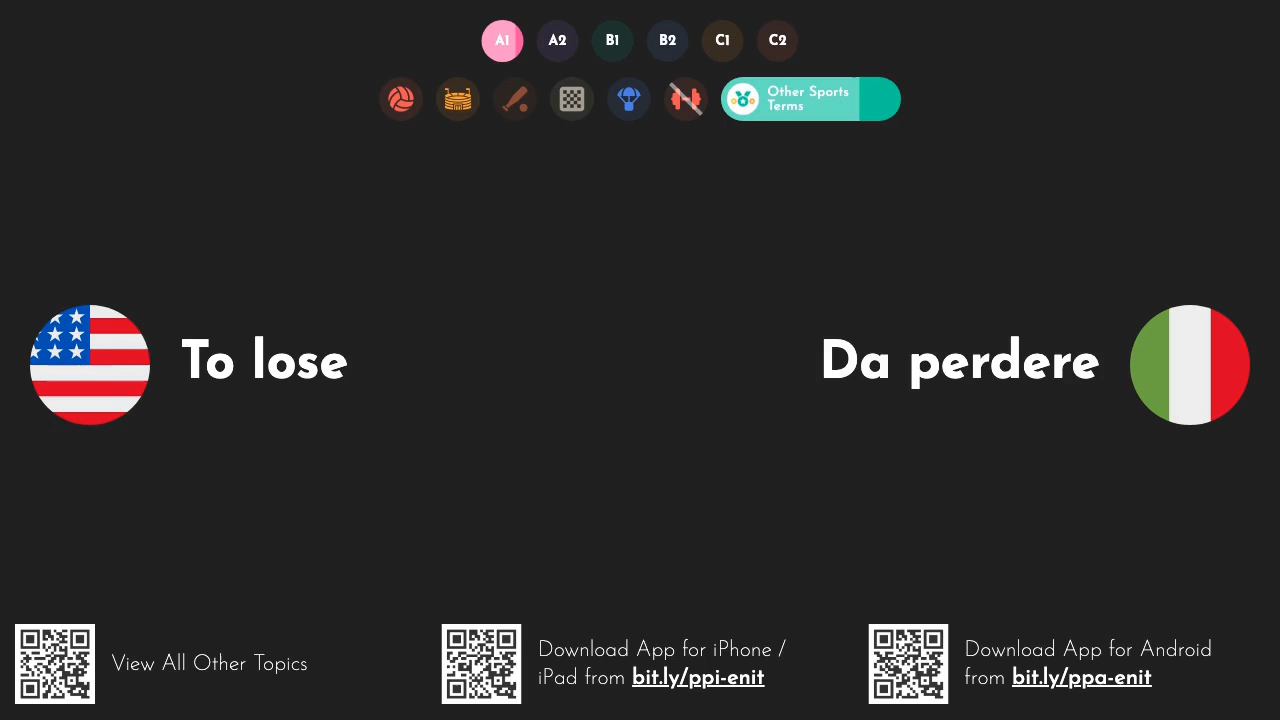 A1 A2 B1 B2 C1 C2
Other Sports
Terms
To lose
Da perdere
View All Other Topics
Download App for iPhone /
iPad from bit.ly/ppi-enit
Download App for Android
from bit.ly/ppa-enit